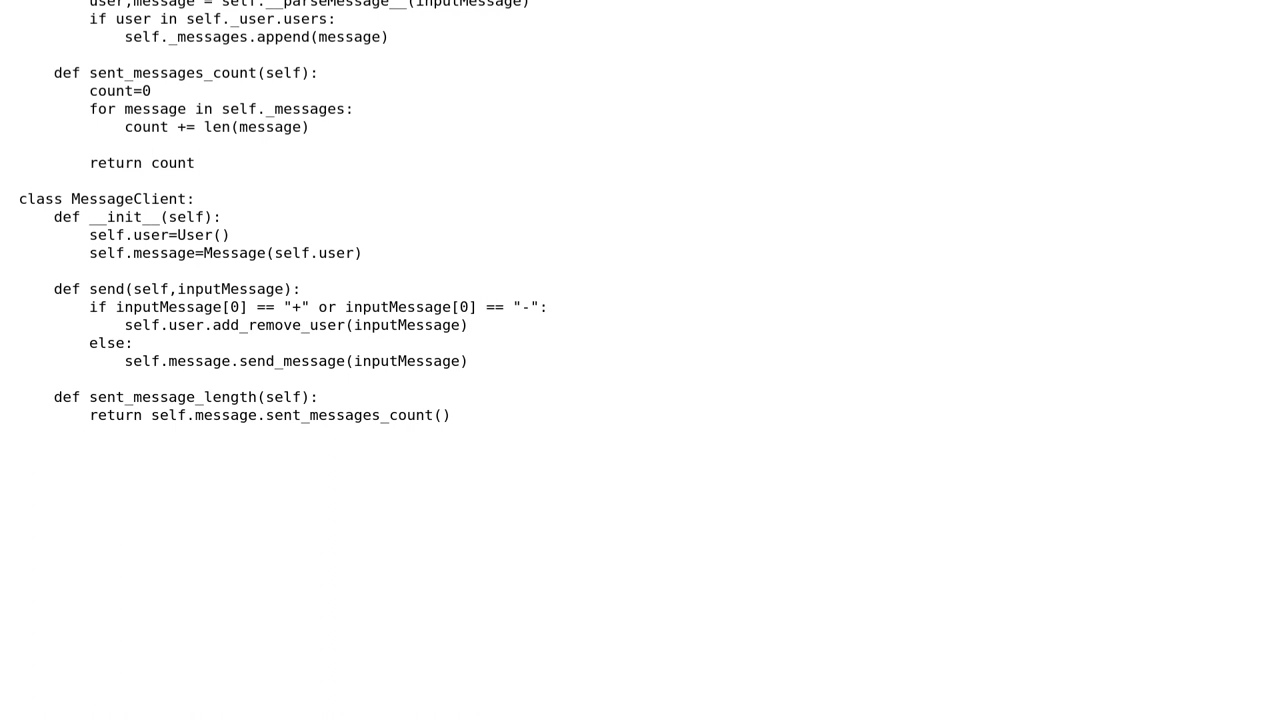 user,message = self.__parseMessage__(inputMessage)
if user in self._user.users:
self._messages.append(message)
def sent_messages_count(self):
count=0
for message in self._messages:
count += len(message)
return count
class MessageClient:
def __init__(self):
self.user=User()
self.message=Message(self.user)
def send(self,inputMessage):
if inputMessage[0] == "+" or inputMessage[0] == "-":
self.user.add_remove_user(inputMessage)
else:
self.message.send_message(inputMessage)
def sent_message_length(self):
return self.message.sent_messages_count()